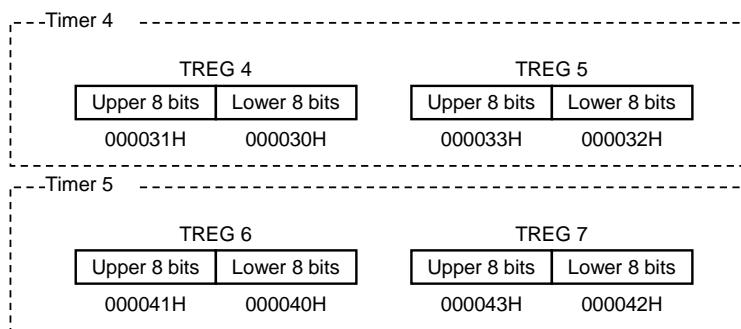 Timer 4
TREG 4 TREG 5
Upper 8 bits Lower 8 bits Upper 8 bits Lower 8 bits
000031H 000030H 000033H 000032H
Timer 5
TREG 6 TREG 7
Upper 8 bits Lower 8 bits Upper 8 bits Lower 8 bits
000041H 000040H 000043H 000042H